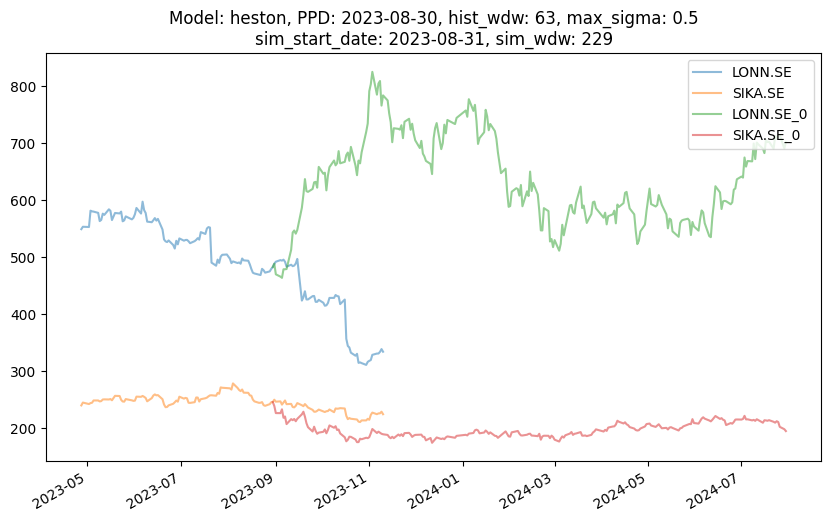 Model: heston, PPD: 2023-08-30, hist_wdw: 63, max_sigma: 0.5
sim_start_date: 2023-08-31, sim_wdw: 229
LONN.SE
SIKA.SE
LONN.SE_0
SIKA.SE_0
800
700
600
500
400
300
200
2023-05
2023-07
2023-09
2023-11
2024-01
2024-03
2024-05
2024-07